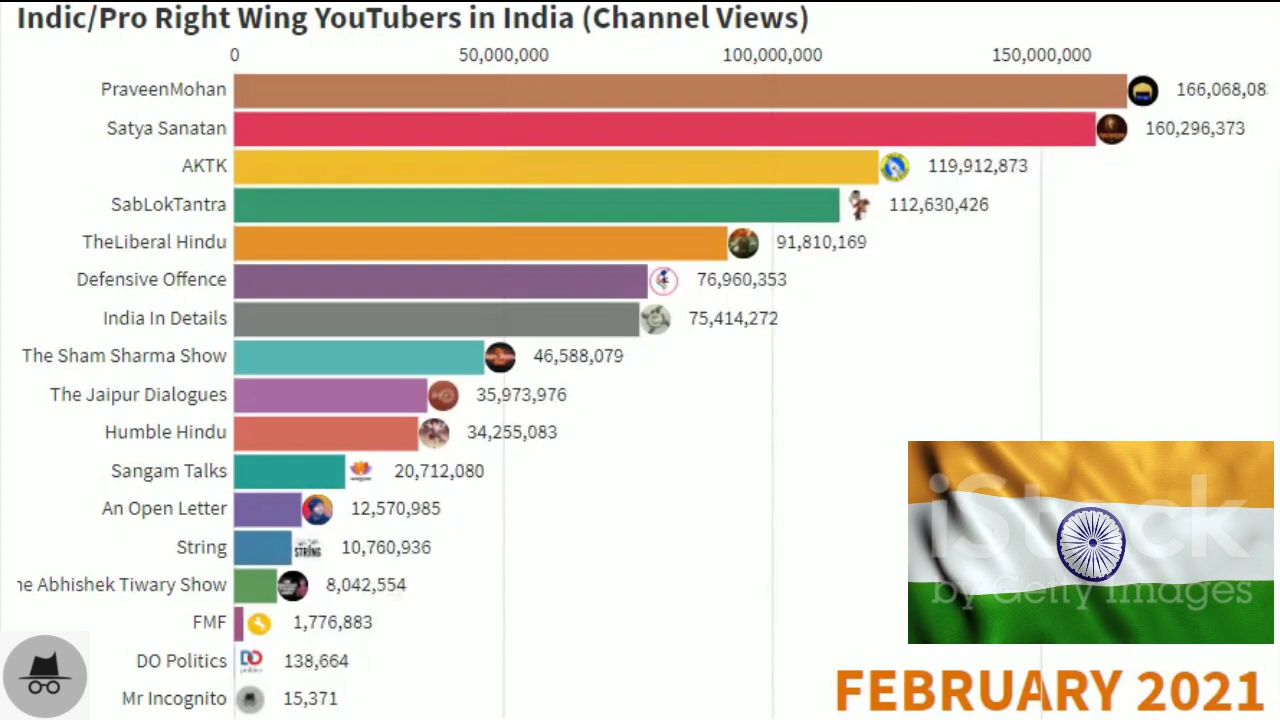 Indic/Pro Right Wing YouTubers in India (Channel Views)
0 50,000,000 100,000,000 150,000,000
PraveenMohan 166,068,08
Satya Sanatan 160,296,373
AKTK 119,912,873
SabLokTantra 112,630,426
TheLiberal Hindu 91,810,169
Defensive Offence 76,960,353
India In Details 75,414,272
The Sham Sharma Show 46,588,079
The Jaipur Dialogues 35,973,976
Humble Hindu 34,255,083
Sangam Talks 20,712,080
An Open Letter 12,570,985
String STRING 10,760,936
ne Abhishek Tiwary Show 8,042,554
iStock
by Getty Images
FMF 1,776,883
DO Politics DO politics 138,664
Mr Incognito 15,371
FEBRUARY 2021